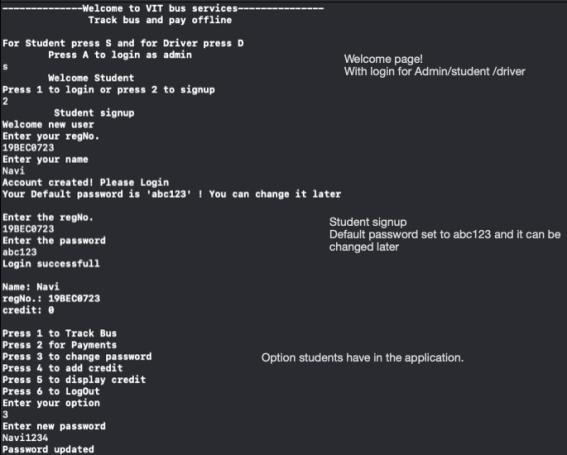 --------------Welcome to VIT bus services---------------
Track bus and pay offline
For Student press S and for Driver press D
Press A to login as admin
s
Welcome Student
Press 1 to login or press 2 to signup
2
Student signup
Welcome new user
Enter your regNo.
19BEC0723
Enter your name
Navi
Account created! Please Login
Your Default password is 'abc123' ! You can change it later
Enter the regNo.
19BEC0723
Enter the password
abc123
Login successfull
Name: Navi
regNo.: 19BEC0723
credit: 0
Press 1 to Track Bus
Press 2 for Payments
Press 3 to change password
Press 4 to add credit
Press 5 to display credit
Press 6 to LogOut
Enter your option
3
Enter new password
Navi1234
Password updated
Welcome page!
With login for Admin/student /driver
Student signup
Default password set to abc123 and it can be
changed later
Option students have in the application.